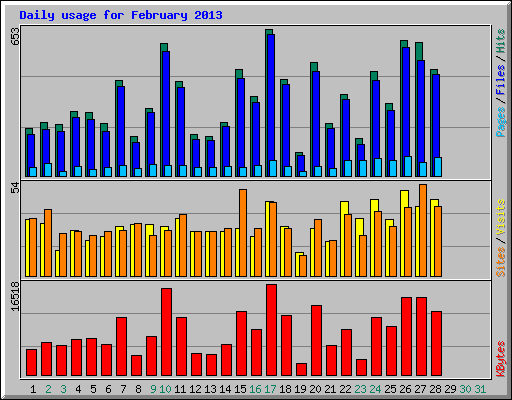 Daily usage for February 2013
653
Pages / Files / Hits
54
Sites / Visits
16518
KBytes
1 2 3 4 5 6 7 8 9 10 11 12 13 14 15 16 17 18 19 20 21 22 23 24 25 26 27 28 29 30 31